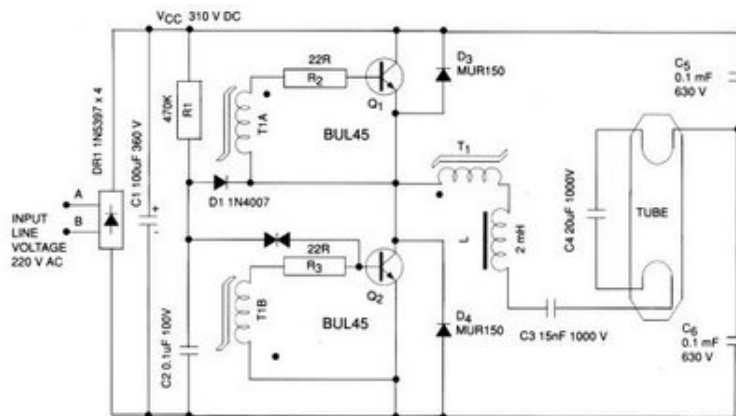 VCC 310 V DC
DR1 1N5397 x 4
C1 100uF 360 V
+
-
A
B
INPUT
LINE
VOLTAGE
220 V AC
470K
R1
22R
R2
T1A
Q1
BUL45
D3
MUR150
D1 1N4007
22R
R3
T1B
Q2
BUL45
C2 0.1uF 100V
D4
MUR150
T1
L
2 mH
C3 15nF 1000 V
C4 20uF 1000V
TUBE
C5
0.1 mF
630 V
C6
0.1 mF
630 V